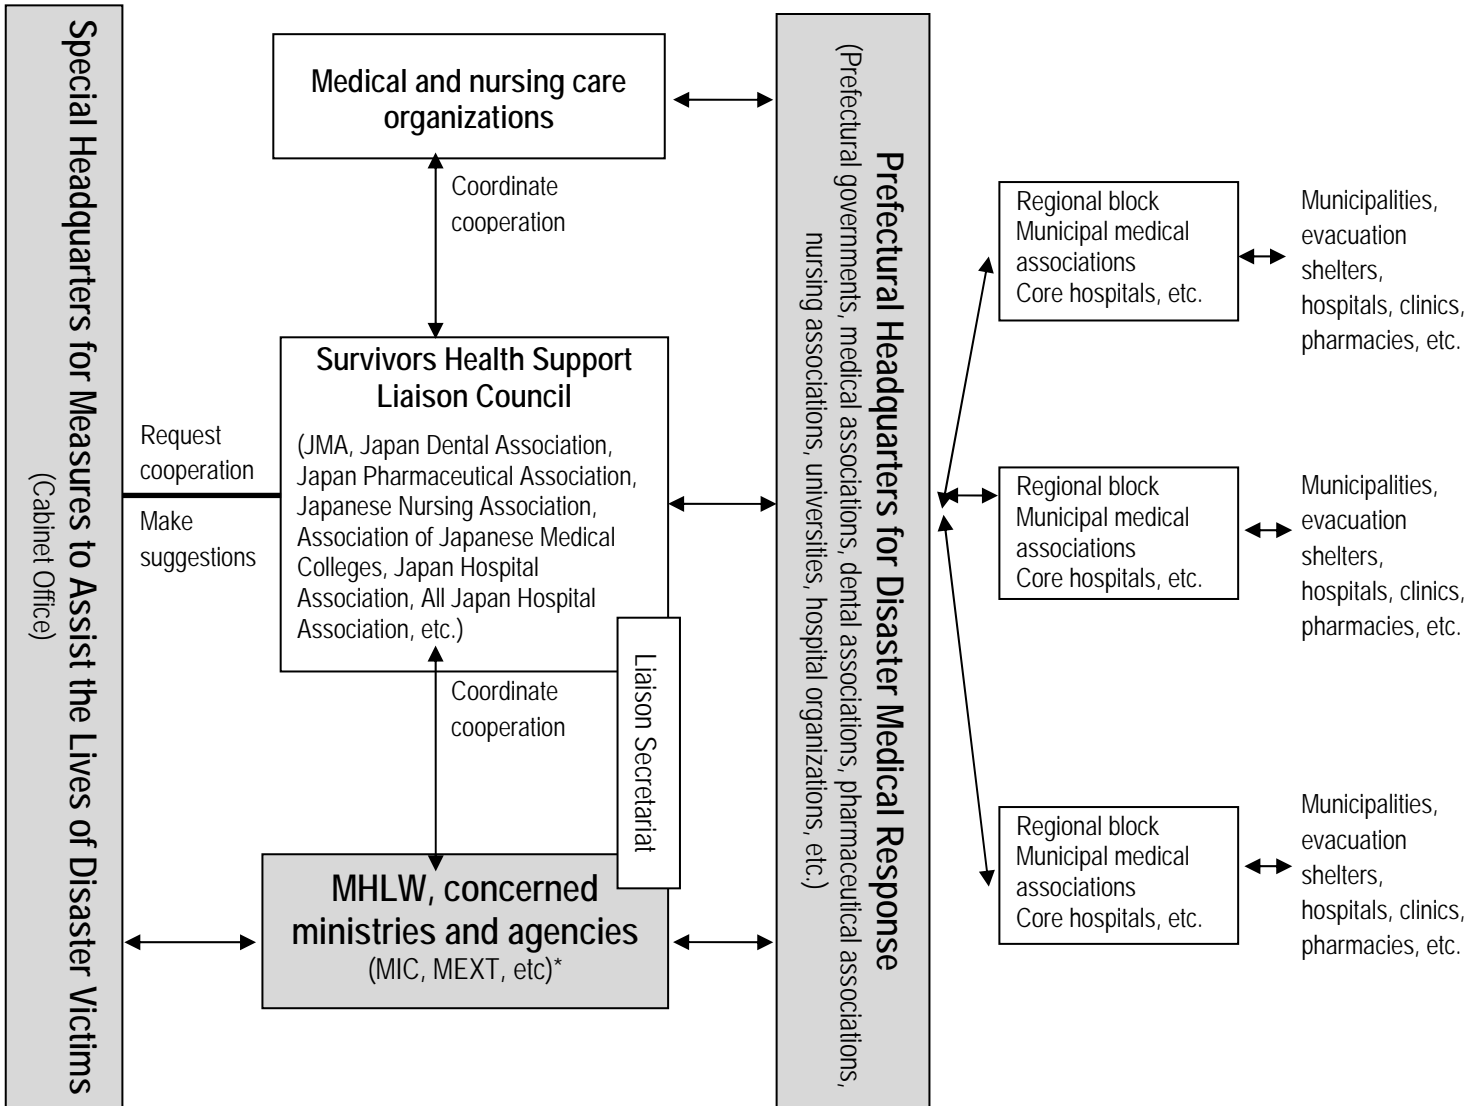 Special Headquarters for Measures to Assist the Lives of Disaster Victims
(Cabinet Office)
Medical and nursing care
organizations
Coordinate
cooperation
Survivors Health Support
Liaison Council
(JMA, Japan Dental Association,
Japan Pharmaceutical Association,
Japanese Nursing Association,
Association of Japanese Medical
Colleges, Japan Hospital
Association, All Japan Hospital
Association, etc.)
Request
cooperation
Make
suggestions
Liaison Secretariat
Coordinate
cooperation
MHLW, concerned
ministries and agencies
(MIC, MEXT, etc)*
Prefectural Headquarters for Disaster Medical Response
(Prefectural governments, medical associations, dental associations, pharmaceutical associations,
nursing associations, universities, hospital organizations, etc.)
Regional block
Municipal medical
associations
Core hospitals, etc.
Municipalities,
evacuation
shelters,
hospitals, clinics,
pharmacies, etc.
Regional block
Municipal medical
associations
Core hospitals, etc.
Municipalities,
evacuation
shelters,
hospitals, clinics,
pharmacies, etc.
Regional block
Municipal medical
associations
Core hospitals, etc.
Municipalities,
evacuation
shelters,
hospitals, clinics,
pharmacies, etc.